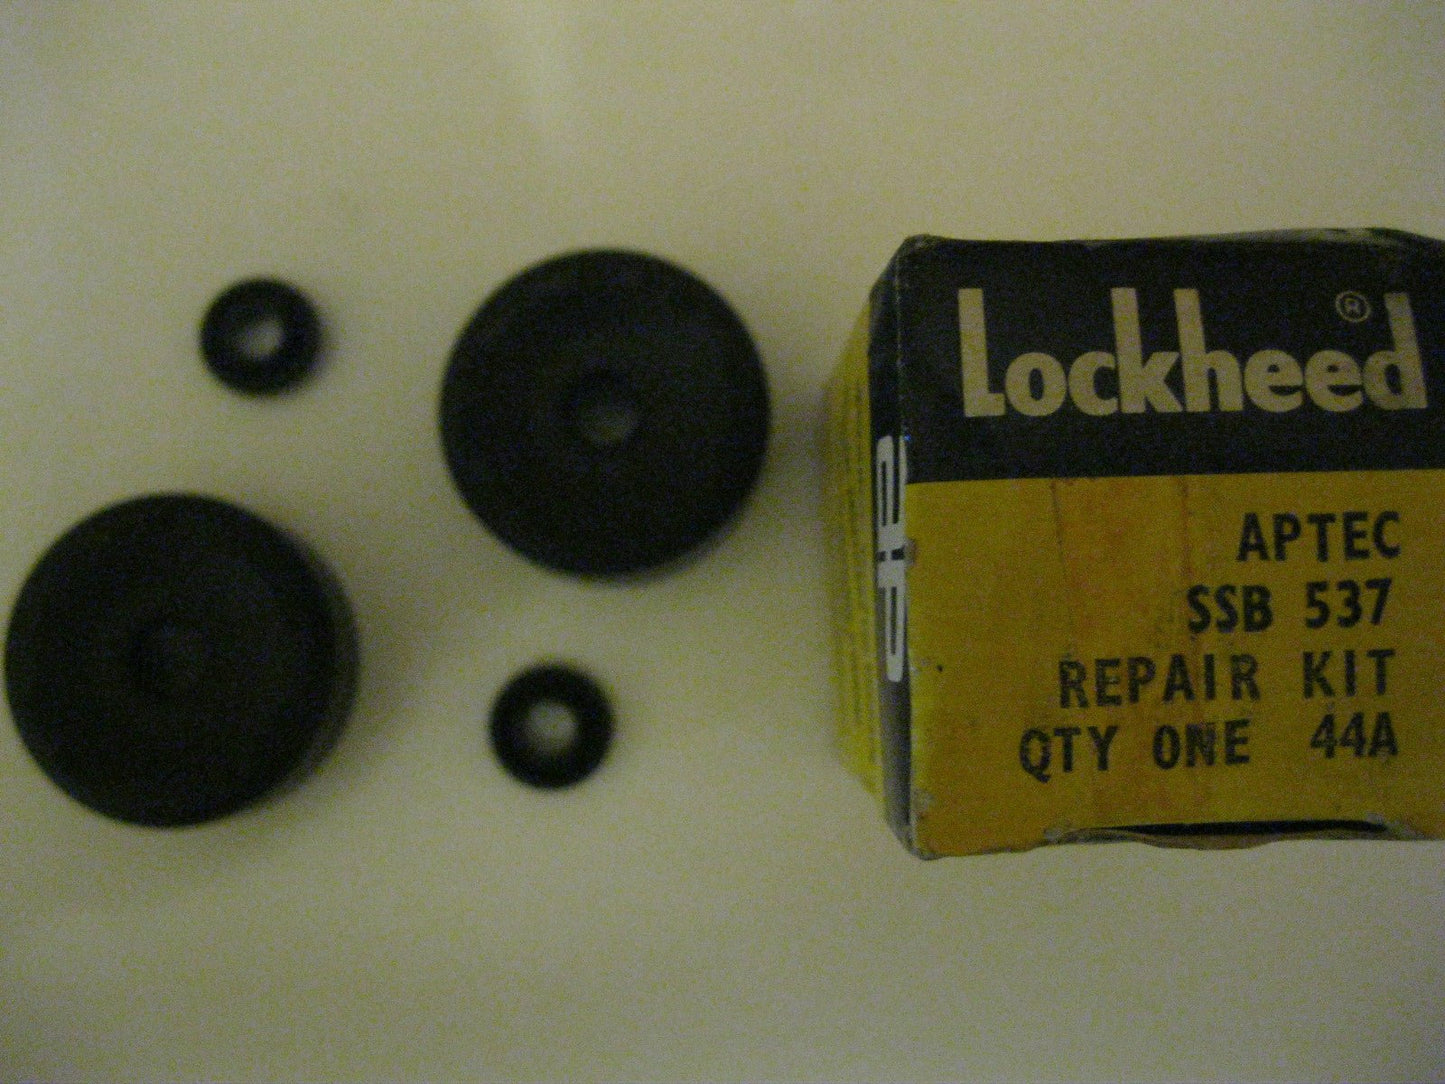 Lockheed ®
APTEC
SSB 537
REPAIR KIT
QTY ONE 44A